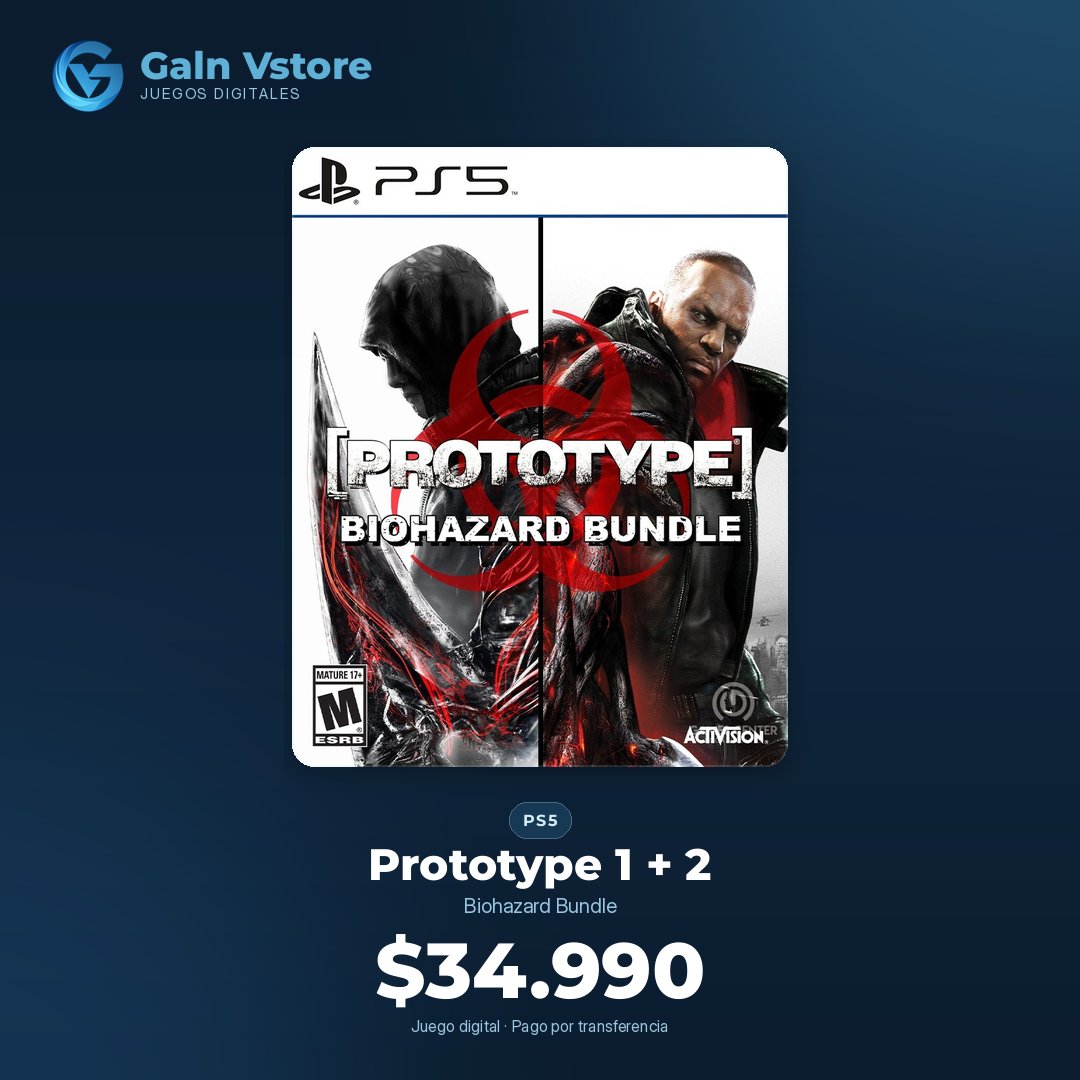 GaIn Vstore
JUEGOS DIGITALES
PS5
[PROTOTYPE]
BIOHAZARD BUNDLE
MATURE 17+
M
ESRB
ACTIVISION
PS5
Prototype 1 + 2
Biohazard Bundle
$34.990
Juego digital · Pago por transferencia